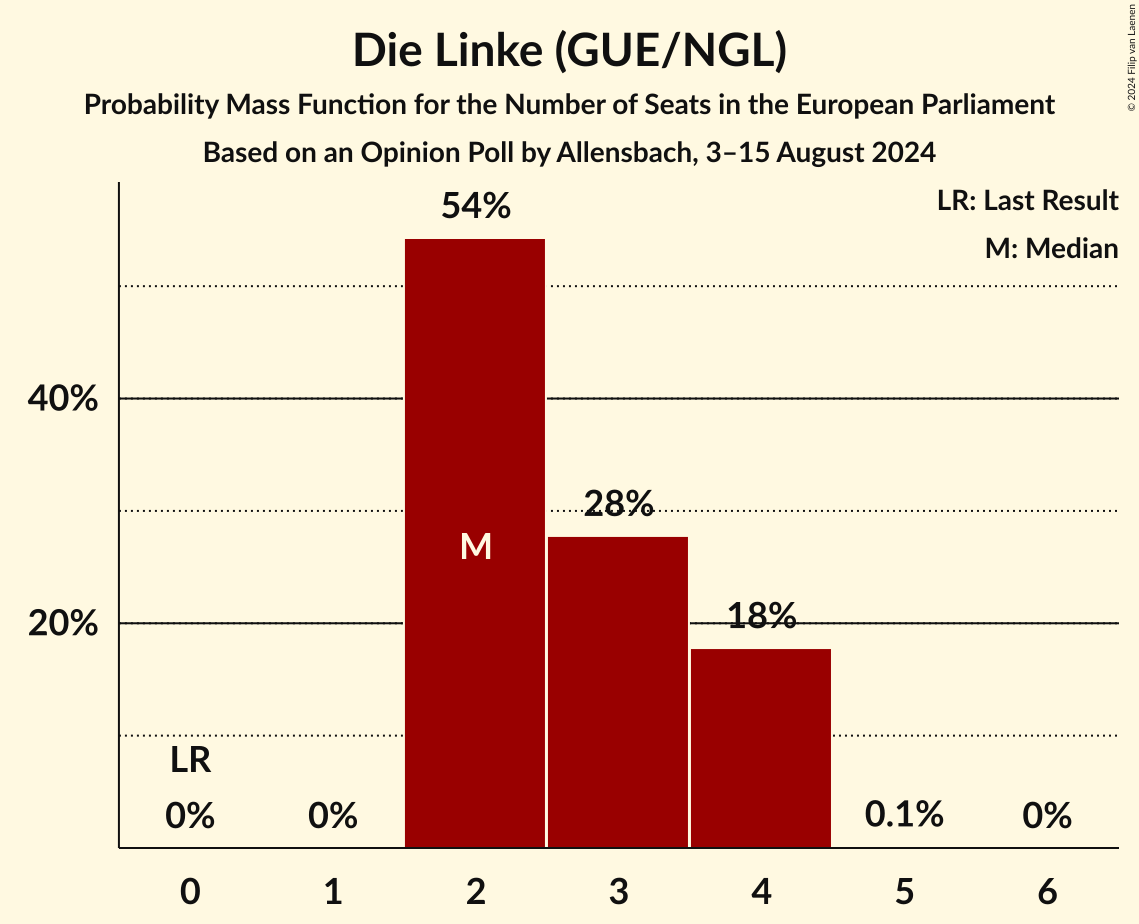 Die Linke (GUE/NGL)
Probability Mass Function for the Number of Seats in the European Parliament
Based on an Opinion Poll by Allensbach, 3–15 August 2024
© 2024 Filip van Laenen
LR: Last Result
M: Median
54%
40%
28%
M
20%
18%
LR
0%
0%
0.1%
0%
0
1
2
3
4
5
6